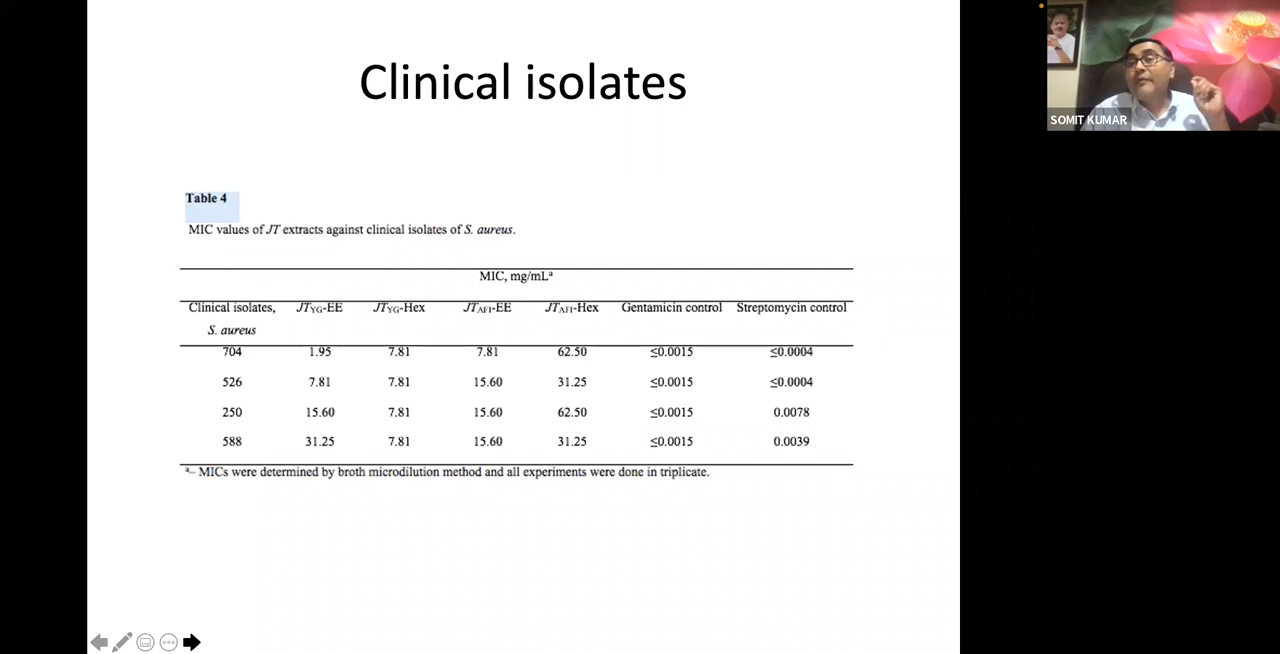 Clinical isolates
Table 4
MIC values of JT extracts against clinical isolates of S. aureus.
MIC, mg/mLᵃ
Clinical isolates, JTYG-EE JTYG-Hex JTAFI-EE JTAFI-Hex Gentamicin control Streptomycin control
S. aureus
704 1.95 7.81 7.81 62.50 ≤0.0015 ≤0.0004
526 7.81 7.81 15.60 31.25 ≤0.0015 ≤0.0004
250 15.60 7.81 15.60 62.50 ≤0.0015 0.0078
588 31.25 7.81 15.60 31.25 ≤0.0015 0.0039
ᵃ– MICs were determined by broth microdilution method and all experiments were done in triplicate.
SOMIT KUMAR